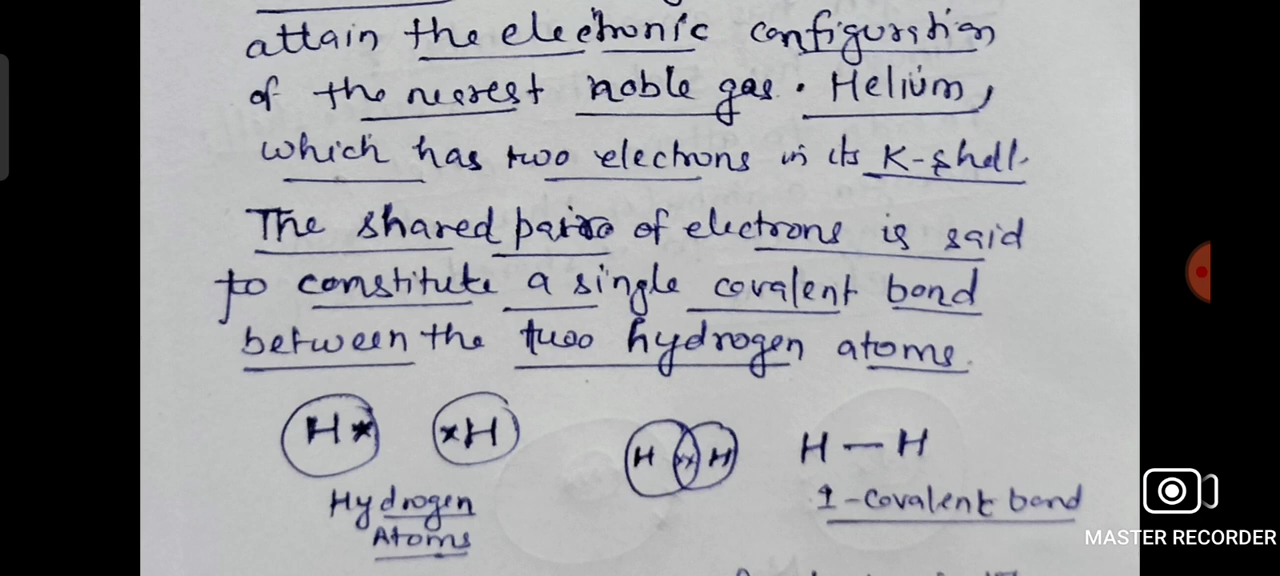 attain the electronic configuration
of the nearest noble gas. Helium,
which has two electrons in its K-shell.
The shared pairs of electrons is said
to constitute a single covalent bond
between the two hydrogen atoms.
H* xH H xx H H — H
Hydrogen
Atoms
1-covalent bond
MASTER RECORDER